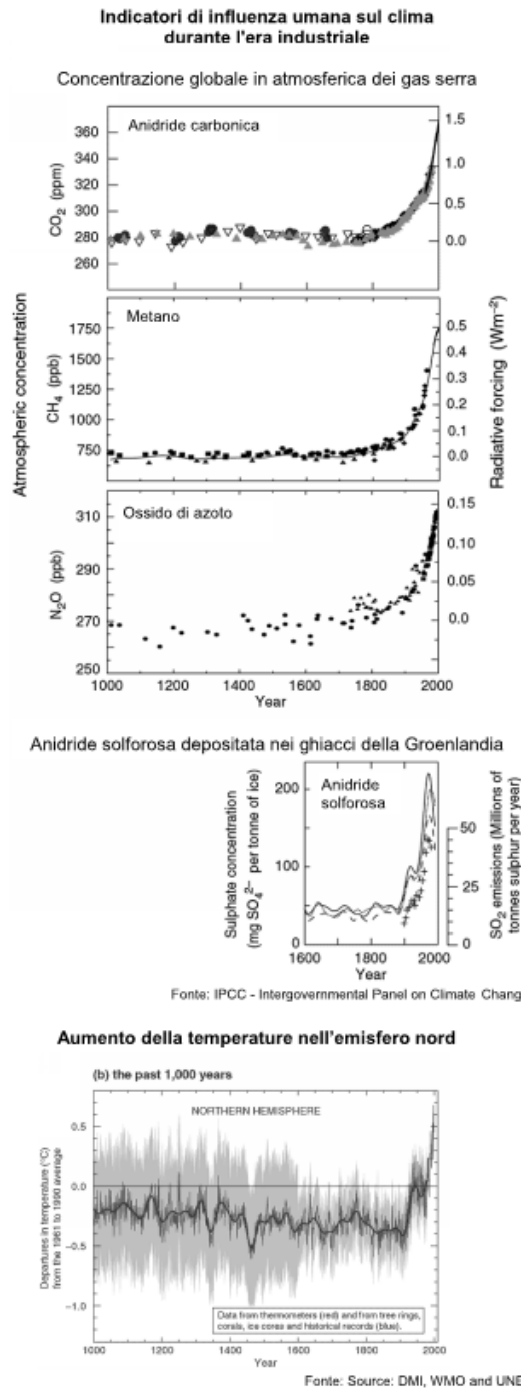 Indicatori di influenza umana sul clima
durante l'era industriale
Concentrazione globale in atmosferica dei gas serra
Anidride carbonica
360
340
320
300
280
260
CO₂ (ppm)
1.5
1.0
0.5
0.0
Metano
1750
1500
1250
1000
750
CH₄ (ppb)
0.5
0.4
0.3
0.2
0.1
0.0
Atmospheric concentration
Radiative forcing (Wm⁻²)
Ossido di azoto
310
290
270
250
N₂O (ppb)
0.15
0.10
0.05
0.0
1000 1200 1400 1600 1800 2000
Year
Anidride solforosa depositata nei ghiacci della Groenlandia
Anidride
solforosa
200
100
0
Sulphate concentration
(mg SO₄²⁻ per tonne of ice)
50
25
0
SO₂ emissions (Millions of
tonnes sulphur per year)
1600 1800 2000
Year
Fonte: IPCC - Intergovernmental Panel on Climate Chang
Aumento della temperature nell'emisfero nord
(b) the past 1,000 years
NORTHERN HEMISPHERE
0.5
0.0
−0.5
−1.0
Departures in temperature (°C)
from the 1961 to 1990 average
Data from thermometers (red) and from tree rings,
corals, ice cores and historical records (blue).
1000 1200 1400 1600 1800 2000
Year
Fonte: Source: DMI, WMO and UNE